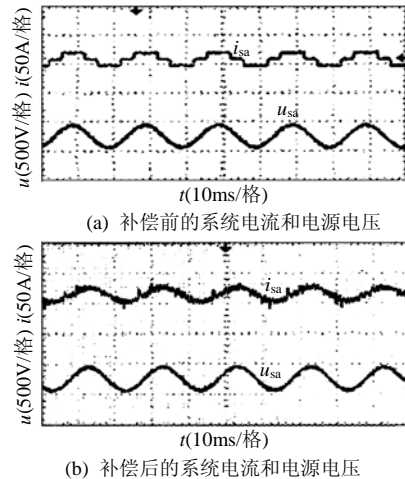 u(500V/格) i(50A/格)
isa
usa
t(10ms/格)
(a) 补偿前的系统电流和电源电压
u(500V/格) i(50A/格)
isa
usa
t(10ms/格)
(b) 补偿后的系统电流和电源电压